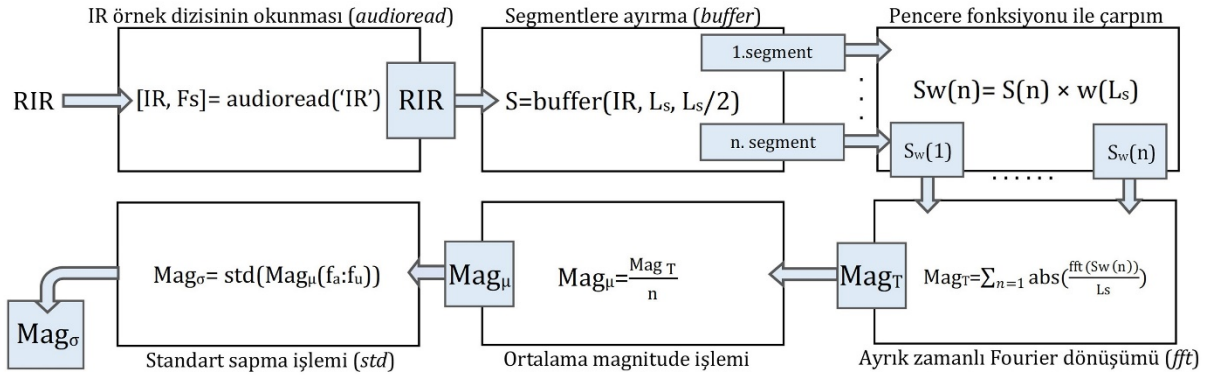 IR örnek dizisinin okunması (audioread)
Segmentlere ayırma (buffer)
Pencere fonksiyonu ile çarpım
RIR
[IR, Fs]= audioread(‘IR’)
RIR
S=buffer(IR, Ls, Ls/2)
1.segment
n. segment
Sw(n)= S(n) × w(Ls)
Sw(1)
Sw(n)
Magσ
Magσ= std(Magμ(fa:fu))
Magμ
Magμ=Mag T/n
MagT
MagT=∑n=1 abs(fft(Sw(n))/Ls)
Standart sapma işlemi (std)
Ortalama magnitude işlemi
Ayrık zamanlı Fourier dönüşümü (fft)